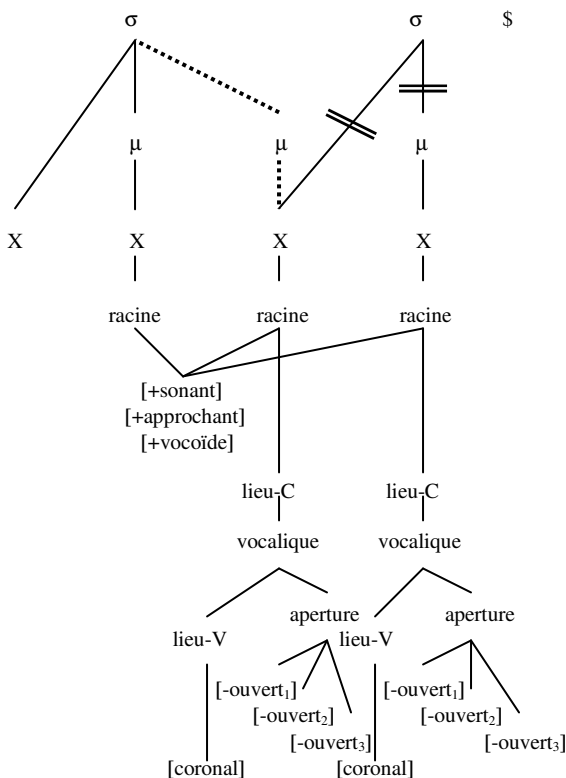 σ σ $
μ μ μ
X X X X
racine racine racine
[+sonant]
[+approchant]
[+vocoïde]
lieu-C lieu-C
vocalique vocalique
aperture aperture
lieu-V lieu-V
[-ouvert₁] [-ouvert₁]
[-ouvert₂] [-ouvert₂]
[-ouvert₃] [-ouvert₃]
[coronal] [coronal]